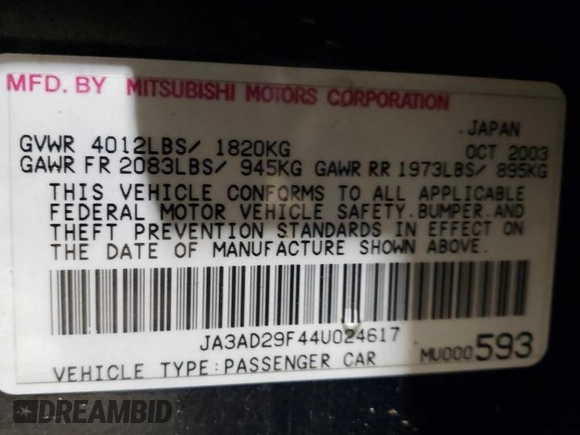 MFD. BY MITSUBISHI MOTORS CORPORATION
JAPAN
GVWR 4012LBS/ 1820KG OCT 2003
GAWR FR 2083LBS/ 945KG GAWR RR 1973LBS/ 895KG
THIS VEHICLE CONFORMS TO ALL APPLICABLE
FEDERAL MOTOR VEHICLE SAFETY.BUMPER.AND
THEFT PREVENTION STANDARDS IN EFFECT ON
THE DATE OF MANUFACTURE SHOWN ABOVE.
JA3AD29F44U024617
VEHICLE TYPE:PASSENGER CAR MU000593
DREAMBID